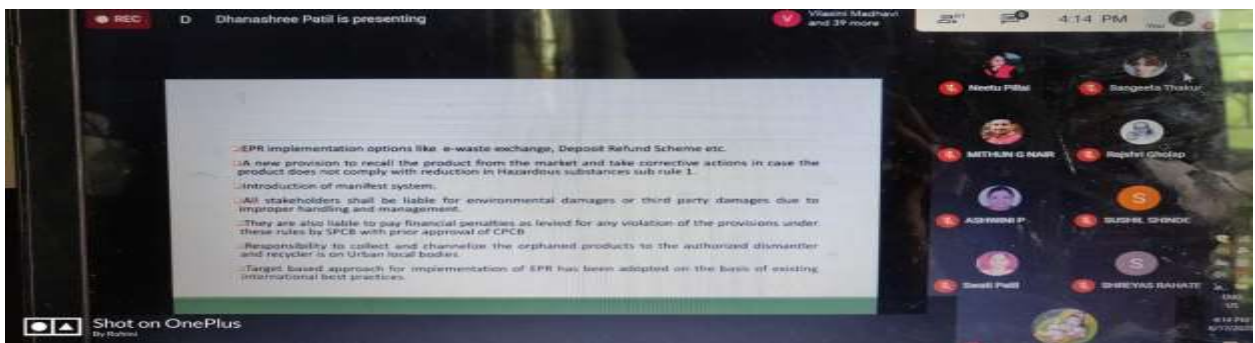 REC
D Dhanashree Patil is presenting
V Vilasini Madhavi
and 39 more
4:14 PM
You
Neetu Pillai
Sangeeta Thakur
MITHUN G NAIR
Rajshri Gholap
ASHWINI P
S
SUSHIL SHINDE
Swati Patil
S
SHREYAS RAHATE
EPR implementation options like e-waste exchange, Deposit Refund Scheme etc.
A new provision to recall the product from the market and take corrective actions in case the
product does not comply with reduction in Hazardous substances sub rule 1.
Introduction of manifest system.
All stakeholders shall be liable for environmental damages or third party damages due to
improper handling and management.
They are also liable to pay financial penalties as levied for any violation of the provisions under
these rules by SPCB with prior approval of CPCB
Responsibility to collect and channelize the orphaned products to the authorized dismantler
and recycler is on Urban local bodies
Target based approach for implementation of EPR has been adopted on the basis of existing
international best practices.
ENG
US
4:14 PM
Shot on OnePlus
By Rohini